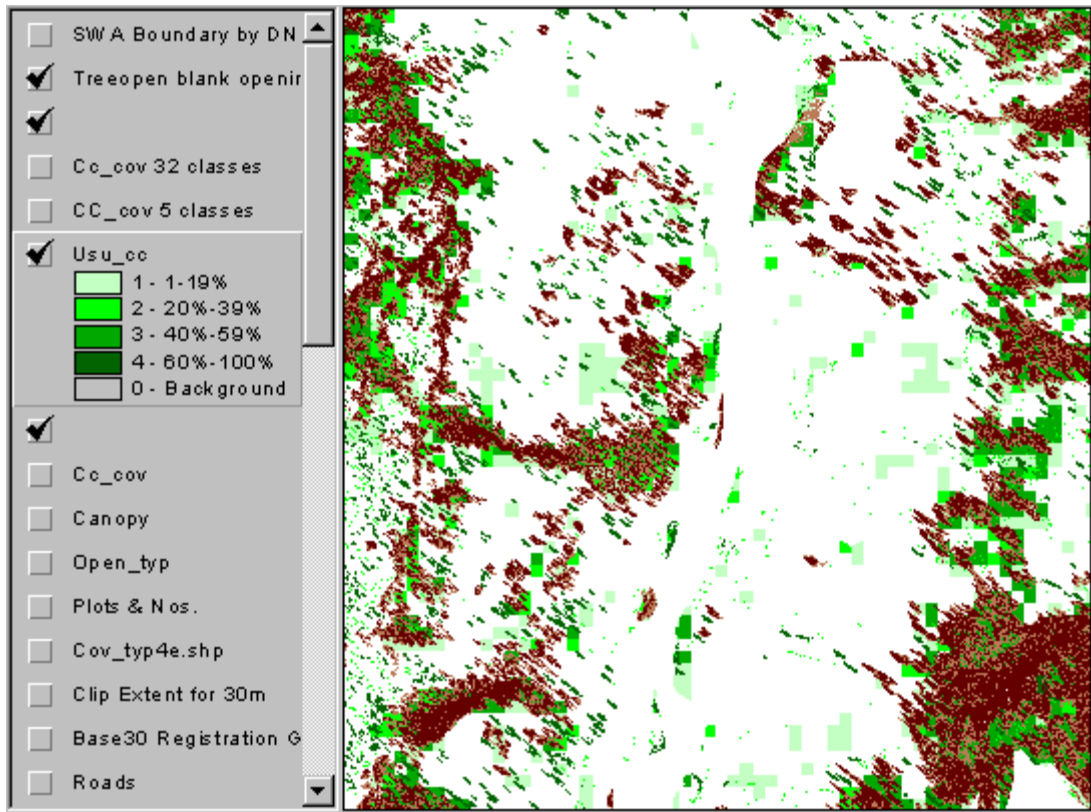 SWA Boundary by DN
Treeopen blank openin
Cc_cov 32 classes
CC_cov 5 classes
Usu_cc
1 - 1-19%
2 - 20%-39%
3 - 40%-59%
4 - 60%-100%
0 - Background
Cc_cov
Canopy
Open_typ
Plots & Nos.
Cov_typ4e.shp
Clip Extent for 30m
Base30 Registration G
Roads